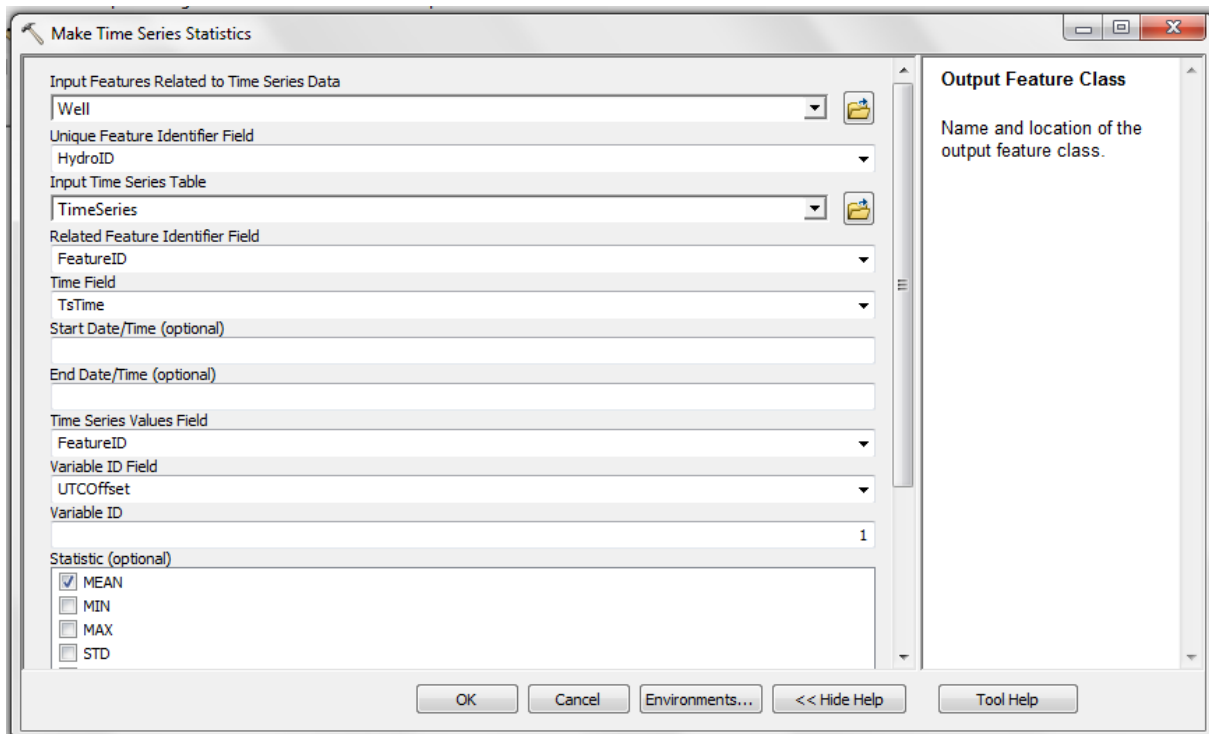 Make Time Series Statistics
Input Features Related to Time Series Data
Well
Unique Feature Identifier Field
HydroID
Input Time Series Table
TimeSeries
Related Feature Identifier Field
FeatureID
Time Field
TsTime
Start Date/Time (optional)
End Date/Time (optional)
Time Series Values Field
FeatureID
Variable ID Field
UTCOffset
Variable ID
1
Statistic (optional)
MEAN
MIN
MAX
STD
Output Feature Class
Name and location of the
output feature class.
OK
Cancel
Environments...
<< Hide Help
Tool Help